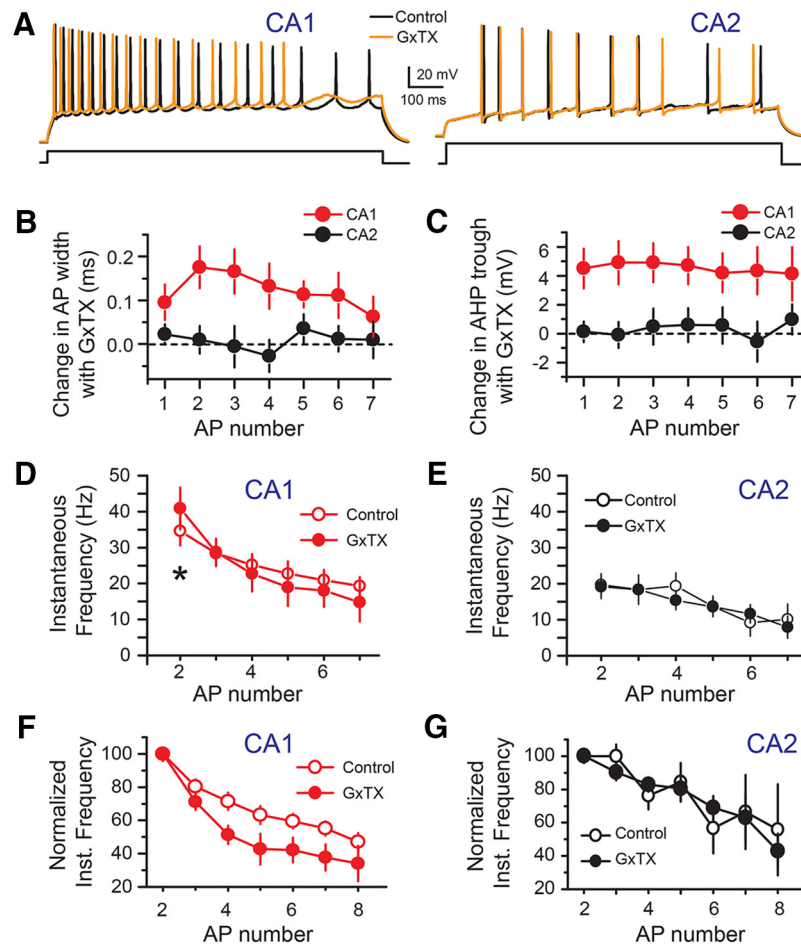 A
CA1
Control
GxTX
CA2
20 mV
100 ms
B
CA1
CA2
Change in AP width
with GxTX (ms)
0.2
0.1
0.0
1 2 3 4 5 6 7
AP number
C
CA1
CA2
Change in AHP trough
with GxTX (mV)
6
4
2
0
-2
1 2 3 4 5 6 7
AP number
D
CA1
Control
GxTX
Instantaneous
Frequency (Hz)
50
40
30
20
10
0
*
2 4 6
AP number
E
CA2
Control
GxTX
Instantaneous
Frequency (Hz)
50
40
30
20
10
0
2 3 4 5 6 7
AP number
F
CA1
Control
GxTX
Normalized
Inst. Frequency
100
80
60
40
20
2 4 6 8
AP number
G
CA2
Control
GxTX
Normalized
Inst. Frequency
100
80
60
40
20
2 4 6 8
AP number